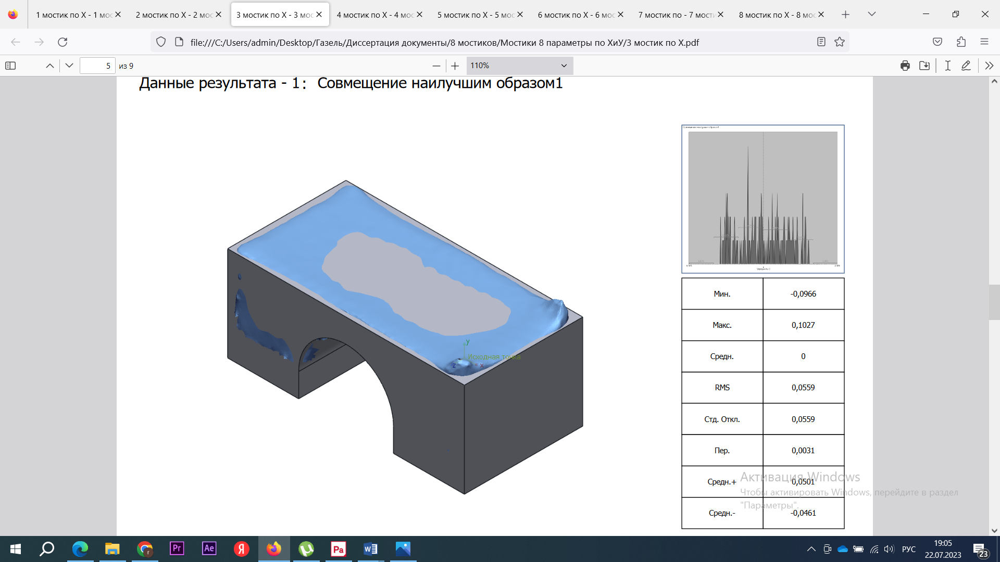 1 мостик по X - 1 мос
2 мостик по X - 2 мос
3 мостик по X - 3 мос
4 мостик по X - 4 мос
5 мостик по X - 5 мос
6 мостик по X - 6 мос
7 мостик по - 7 мости
8 мостик по X - 8 мос
file:///C:/Users/admin/Desktop/Газель/Диссертация документы/8 мостиков/Мостики 8 параметры по ХиУ/3 мостик по X.pdf
5 из 9
110%
Данные результата - 1: Совмещение наилучшим образом1
y
Исходная точка
z x
Мин. -0,0966
Макс. 0,1027
Средн. 0
RMS 0,0559
Стд. Откл. 0,0559
Пер. 0,0031
Средн.+ 0,0501
Средн.- -0,0461
Активация Windows
Чтобы активировать Windows, перейдите в раздел
"Параметры".
Pr
Ae
Я
Pa
W
РУС
19:05
22.07.2023
23